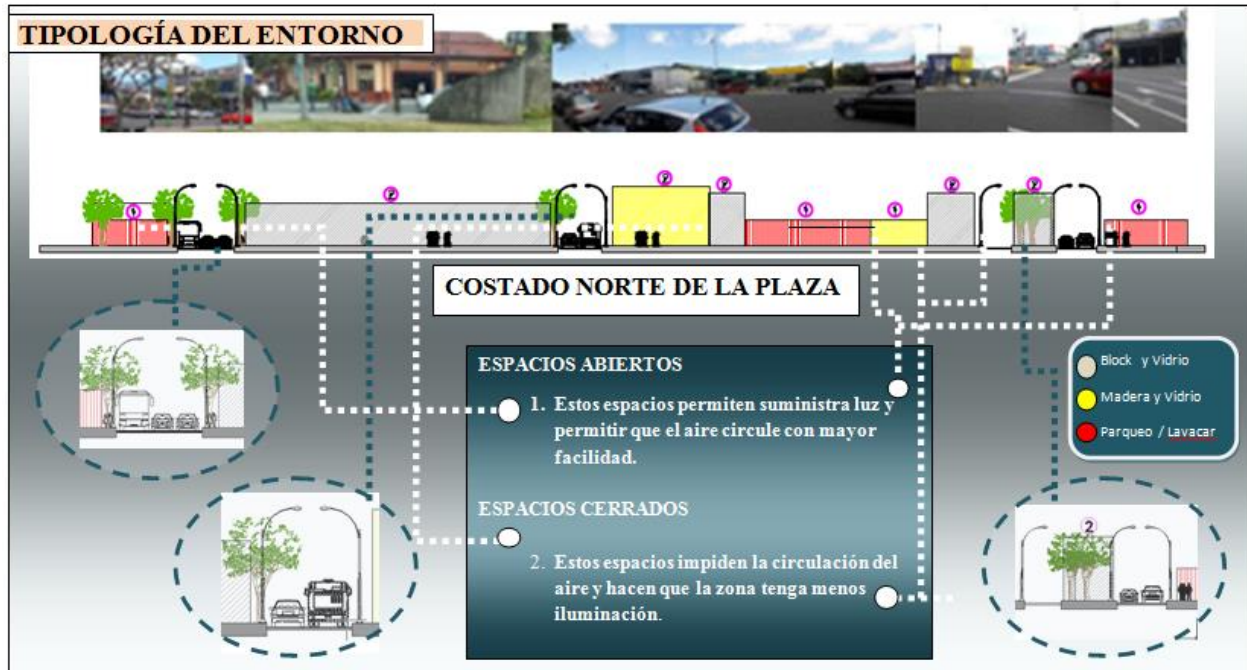 TIPOLOGÍA DEL ENTORNO
COSTADO NORTE DE LA PLAZA
ESPACIOS ABIERTOS
1. Estos espacios permiten suministra luz y
permitir que el aire circule con mayor
facilidad.
ESPACIOS CERRADOS
2. Estos espacios impiden la circulación del
aire y hacen que la zona tenga menos
iluminación.
Block y Vidrio
Madera y Vidrio
Parqueo / Lavacar
2